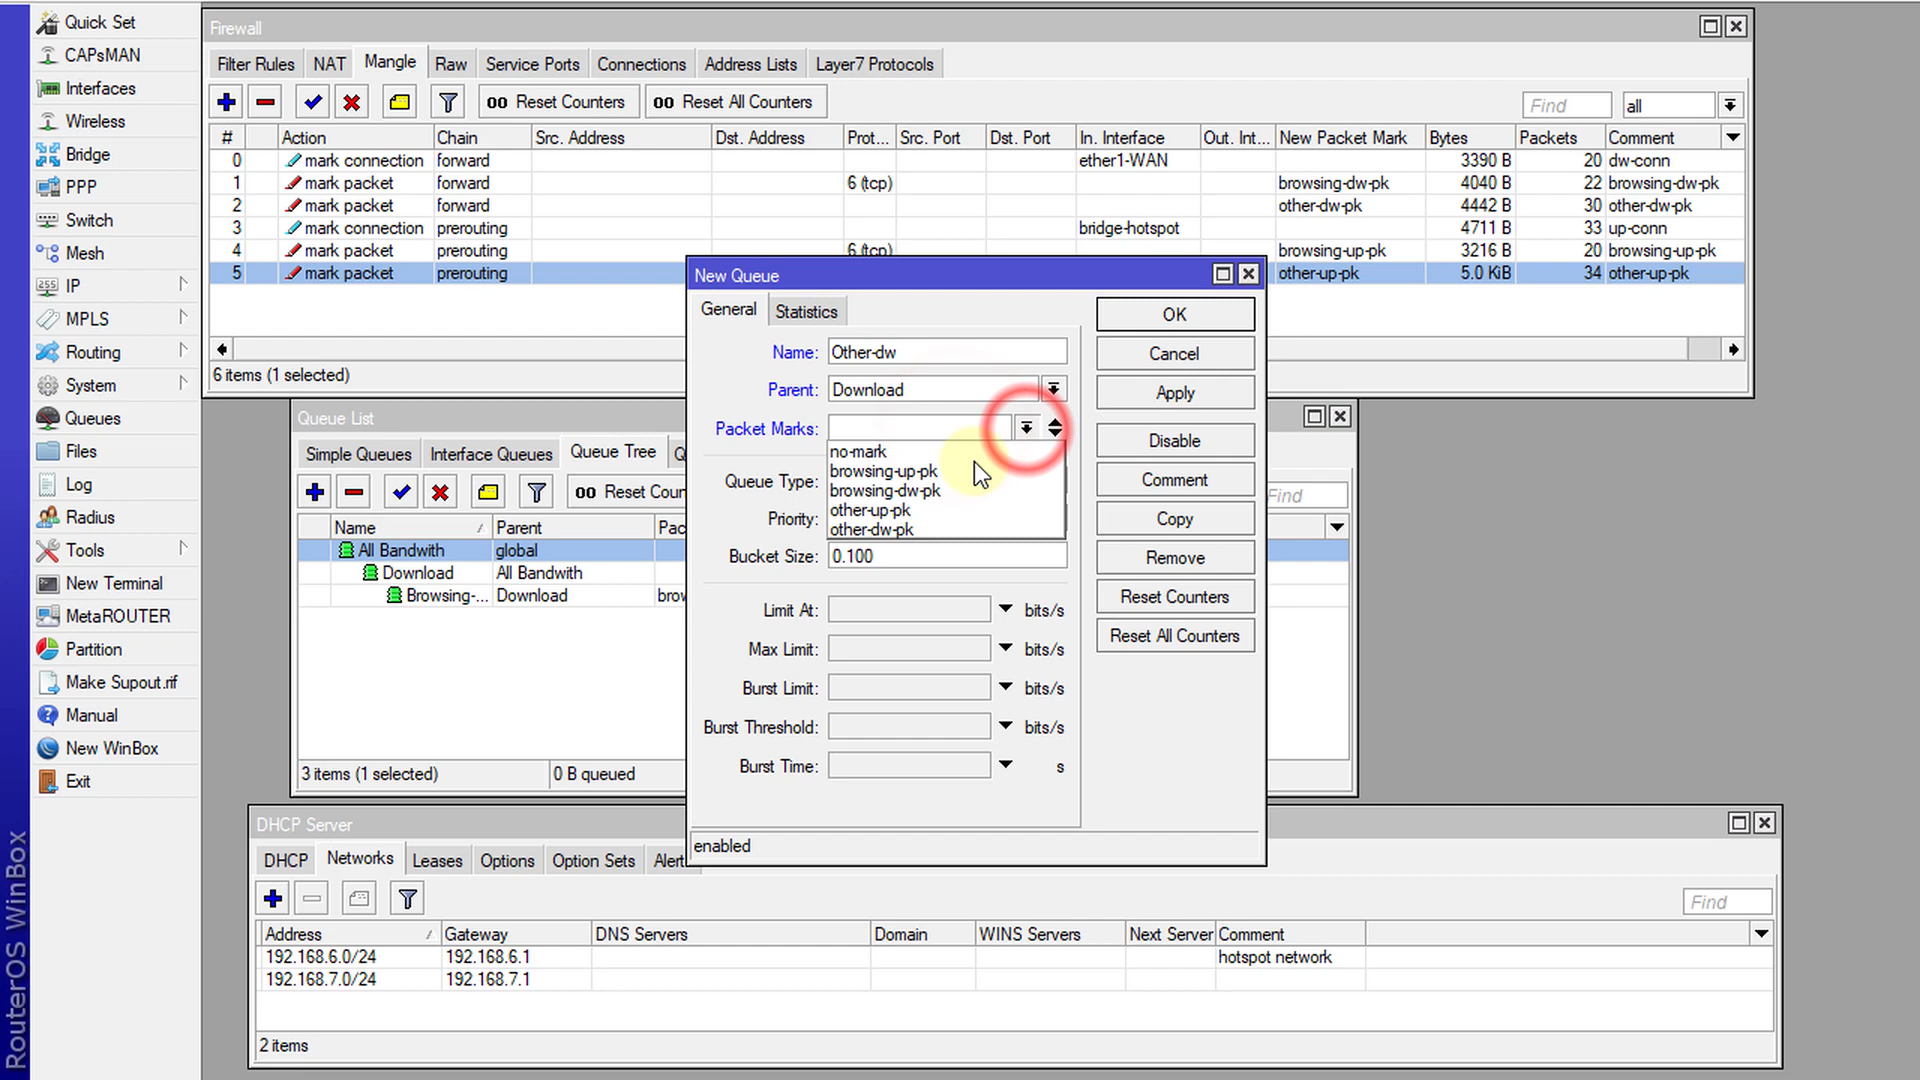 Quick Set
CAPsMAN
Interfaces
Wireless
Bridge
PPP
Switch
Mesh
IP
MPLS
Routing
System
Queues
Files
Log
Radius
Tools
New Terminal
MetaROUTER
Partition
Make Supout.rif
Manual
New WinBox
Exit
RouterOS WinBox
Firewall
Filter Rules NAT Mangle Raw Service Ports Connections Address Lists Layer7 Protocols
00 Reset Counters 00 Reset All Counters Find all
# Action Chain Src. Address Dst. Address Prot... Src. Port Dst. Port In. Interface Out. Int... New Packet Mark Bytes Packets Comment
0 mark connection forward ether1-WAN 3390 B 20 dw-conn
1 mark packet forward 6 (tcp) browsing-dw-pk 4040 B 22 browsing-dw-pk
2 mark packet forward other-dw-pk 4442 B 30 other-dw-pk
3 mark connection prerouting bridge-hotspot 4711 B 33 up-conn
4 mark packet prerouting 6 (tcp) browsing-up-pk 3216 B 20 browsing-up-pk
5 mark packet prerouting other-up-pk 5.0 KiB 34 other-up-pk
6 items (1 selected)
New Queue
General Statistics
Name: Other-dw
Parent: Download
Packet Marks:
no-mark
browsing-up-pk
browsing-dw-pk
other-up-pk
other-dw-pk
Queue Type:
Priority:
Bucket Size: 0.100
Limit At: bits/s
Max Limit: bits/s
Burst Limit: bits/s
Burst Threshold: bits/s
Burst Time: s
enabled
OK
Cancel
Apply
Disable
Comment
Copy
Remove
Reset Counters
Reset All Counters
Queue List
Simple Queues Interface Queues Queue Tree Q
00 Reset Cour Find
Name Parent Pac
All Bandwith global
Download All Bandwith
Browsing-... Download brow
3 items (1 selected) 0 B queued
DHCP Server
DHCP Networks Leases Options Option Sets Alert
Find
Address Gateway DNS Servers Domain WINS Servers Next Server Comment
192.168.6.0/24 192.168.6.1 hotspot network
192.168.7.0/24 192.168.7.1
2 items